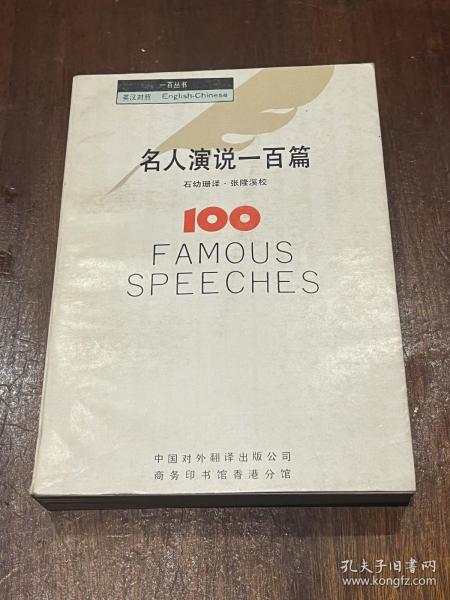 一百丛书
英汉对照 English-Chinese
名人演说一百篇
石幼珊译·张隆溪校
100
FAMOUS
SPEECHES
中国对外翻译出版公司
商务印书馆香港分馆
孔夫子旧书网
www.kongfz.com